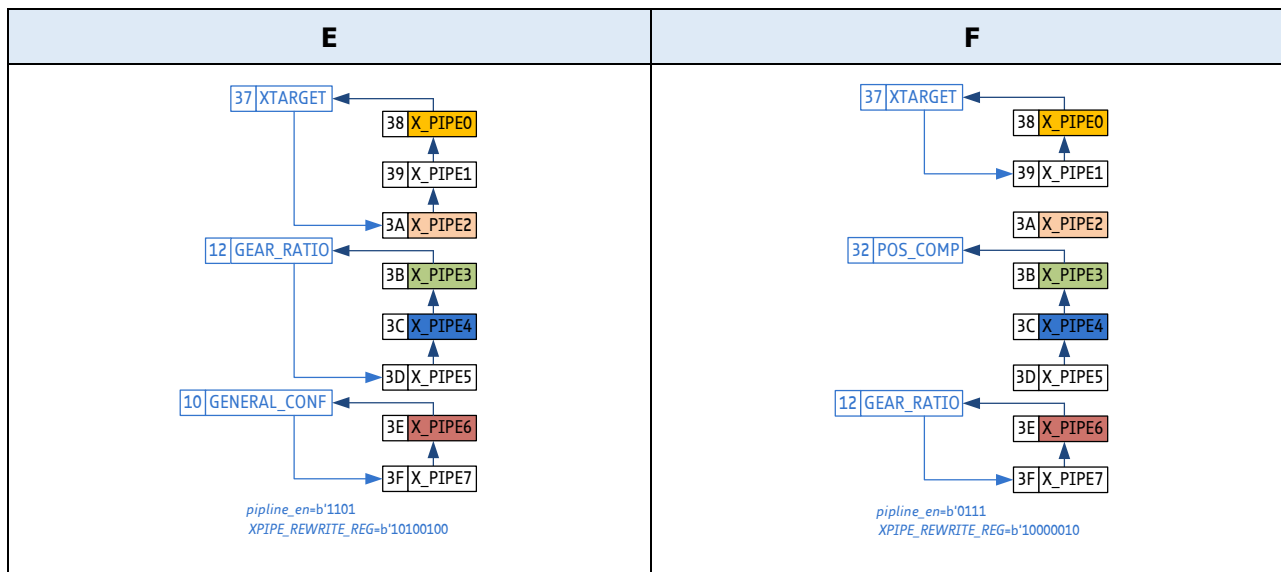 E
F
37 XTARGET
38 X_PIPE0
39 X_PIPE1
3A X_PIPE2
12 GEAR_RATIO
3B X_PIPE3
3C X_PIPE4
3D X_PIPE5
10 GENERAL_CONF
3E X_PIPE6
3F X_PIPE7
pipline_en=b'1101
XPIPE_REWRITE_REG=b'10100100
37 XTARGET
38 X_PIPE0
39 X_PIPE1
3A X_PIPE2
32 POS_COMP
3B X_PIPE3
3C X_PIPE4
3D X_PIPE5
12 GEAR_RATIO
3E X_PIPE6
3F X_PIPE7
pipline_en=b'0111
XPIPE_REWRITE_REG=b'10000010